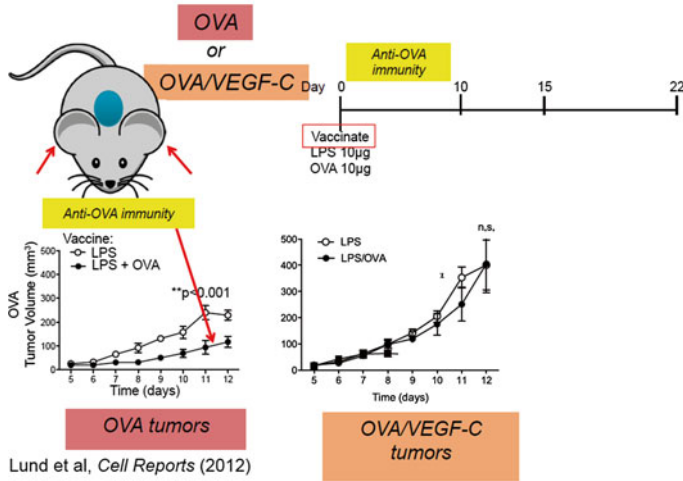 OVA
or
OVA/VEGF-C
Anti-OVA
immunity
Day 0 10 15 22
Vaccinate
LPS 10µg
OVA 10µg
Anti-OVA immunity
Vaccine:
LPS
LPS + OVA
**p<0.001
OVA
Tumor Volume (mm³)
500
400
300
200
100
0
5 6 7 8 9 10 11 12
Time (days)
n.s.
LPS
LPS/OVA
400
300
200
100
0
5 6 7 8 9 10 11 12
Time (days)
OVA tumors
OVA/VEGF-C
tumors
Lund et al, Cell Reports (2012)